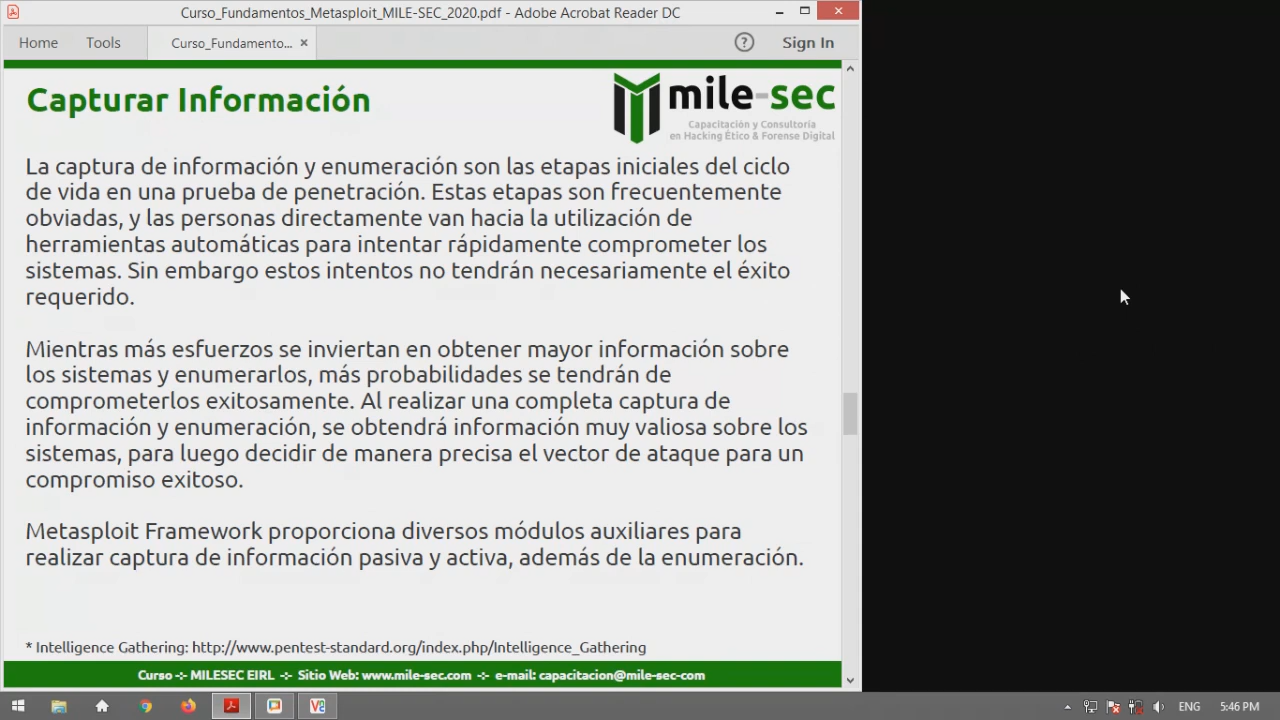 Curso_Fundamentos_Metasploit_MILE-SEC_2020.pdf - Adobe Acrobat Reader DC
Home
Tools
Curso_Fundamento... ×
?
Sign In
Capturar Información
mile-sec
Capacitación y Consultoría
en Hacking Ético & Forense Digital
La captura de información y enumeración son las etapas iniciales del ciclo
de vida en una prueba de penetración. Estas etapas son frecuentemente
obviadas, y las personas directamente van hacia la utilización de
herramientas automáticas para intentar rápidamente comprometer los
sistemas. Sin embargo estos intentos no tendrán necesariamente el éxito
requerido.
Mientras más esfuerzos se inviertan en obtener mayor información sobre
los sistemas y enumerarlos, más probabilidades se tendrán de
comprometerlos exitosamente. Al realizar una completa captura de
información y enumeración, se obtendrá información muy valiosa sobre los
sistemas, para luego decidir de manera precisa el vector de ataque para un
compromiso exitoso.
Metasploit Framework proporciona diversos módulos auxiliares para
realizar captura de información pasiva y activa, además de la enumeración.
* Intelligence Gathering: http://www.pentest-standard.org/index.php/Intelligence_Gathering
Curso -:- MILESEC EIRL -:- Sitio Web: www.mile-sec.com -:- e-mail: capacitacion@mile-sec-com
ENG
5:46 PM